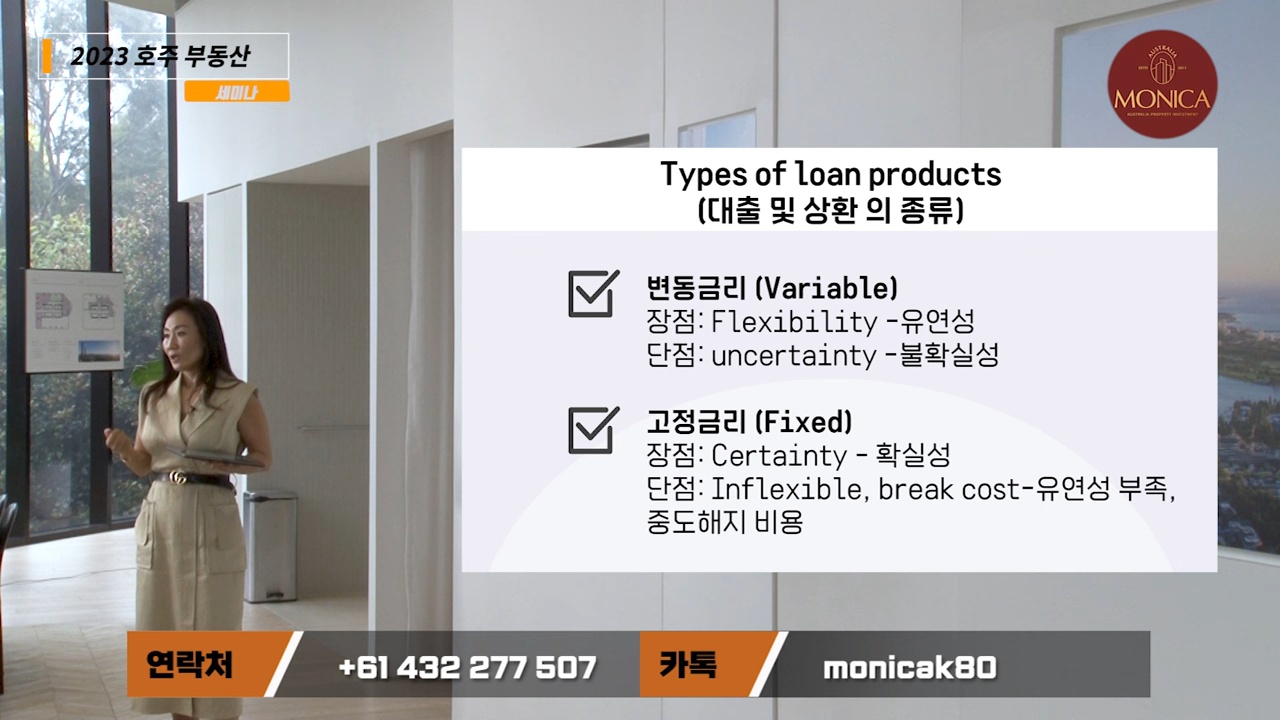 2023 호주 부동산
세미나
AUSTRALIA
MONICA
AUSTRALIA PROPERTY INVESTMENT
Types of loan products
(대출 및 상환 의 종류)
변동금리 (Variable)
장점: Flexibility -유연성
단점: uncertainty -불확실성
고정금리 (Fixed)
장점: Certainty - 확실성
단점: Inflexible, break cost-유연성 부족,
중도해지 비용
연락처
+61 432 277 507
카톡
monicak80